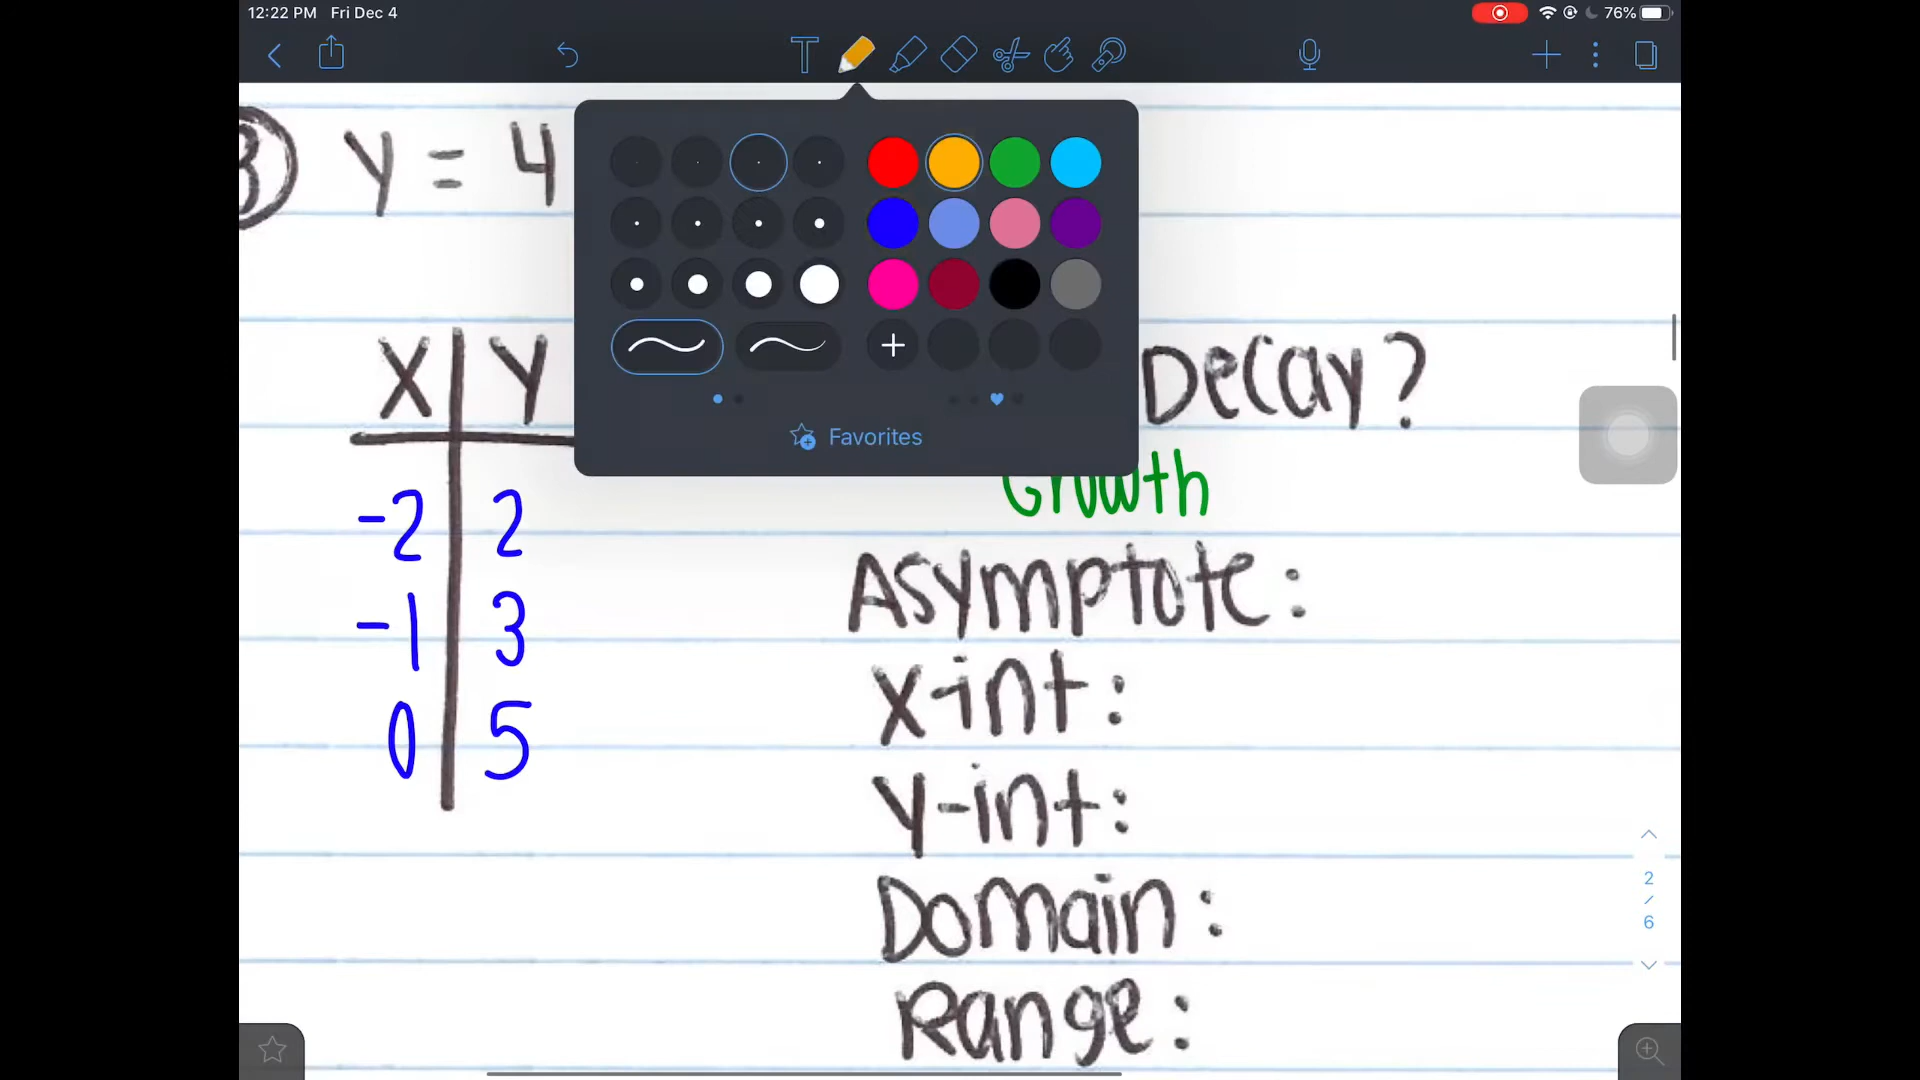 12:22 PM Fri Dec 4 76%
T
3 y = 4
X Y Decay?
Favorites
Growth
-2 2
Asymptote:
-1 3
X-int:
0 5
y-int:
Domain:
2
6
Range: